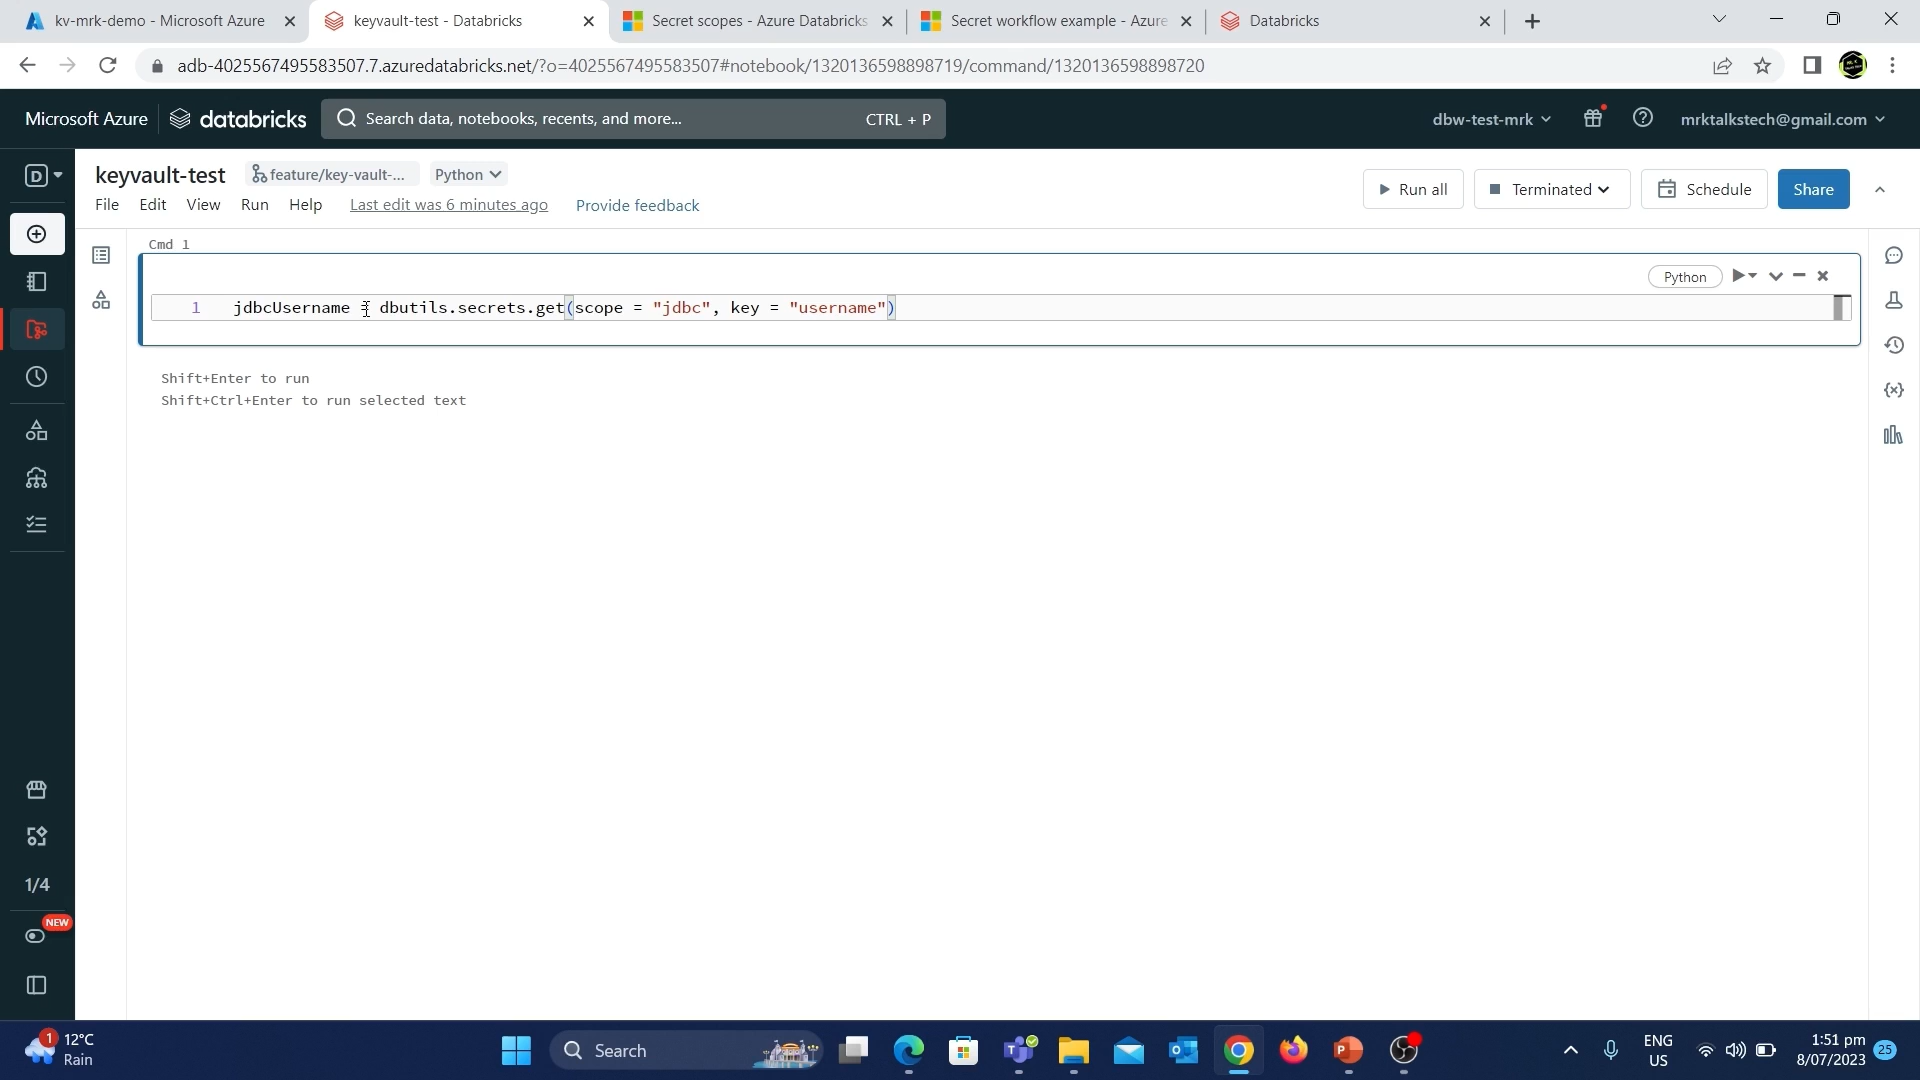 kv-mrk-demo - Microsoft Azure
keyvault-test - Databricks
Secret scopes - Azure Databricks
Secret workflow example - Azure
Databricks
adb-4025567495583507.7.azuredatabricks.net/?o=4025567495583507#notebook/1320136598898719/command/1320136598898720
Microsoft Azure
databricks
Search data, notebooks, recents, and more...
CTRL + P
dbw-test-mrk
mrktalkstech@gmail.com
D
keyvault-test
feature/key-vault-...
Python
Run all
Terminated
Schedule
Share
File Edit View Run Help
Last edit was 6 minutes ago
Provide feedback
Cmd 1
Python
1 jdbcUsername = dbutils.secrets.get(scope = "jdbc", key = "username")
Shift+Enter to run
Shift+Ctrl+Enter to run selected text
1/4
NEW
1
12°C
Rain
Search
ENG
US
1:51 pm
8/07/2023
25